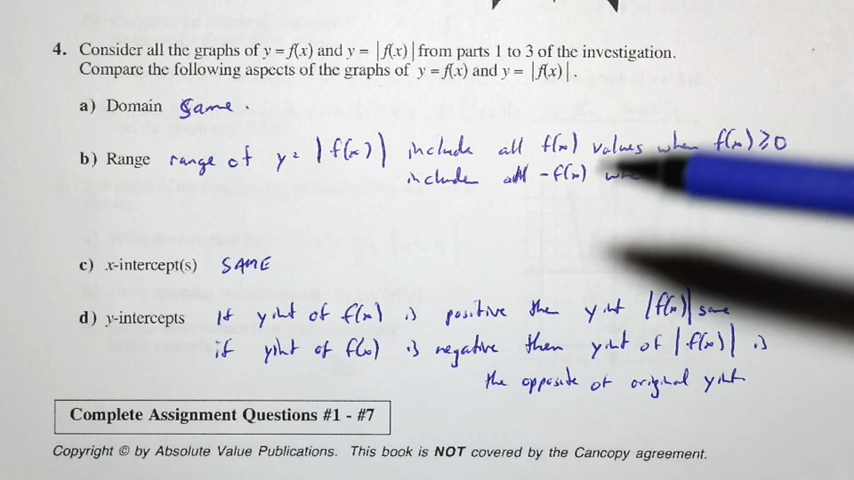 4. Consider all the graphs of y = f(x) and y = |f(x)| from parts 1 to 3 of the investigation.
Compare the following aspects of the graphs of y = f(x) and y = |f(x)|.
a) Domain same.
b) Range range of y = |f(x)| include all f(x) values when f(x) ≥ 0
include all -f(x)
c) x-intercept(s) SAME
d) y-intercepts If y int of f(x) is positive then y int |f(x)| same
if y int of f(x) is negative then y int of |f(x)| is
the opposite of original y int
Complete Assignment Questions #1 - #7
Copyright © by Absolute Value Publications. This book is NOT covered by the Cancopy agreement.